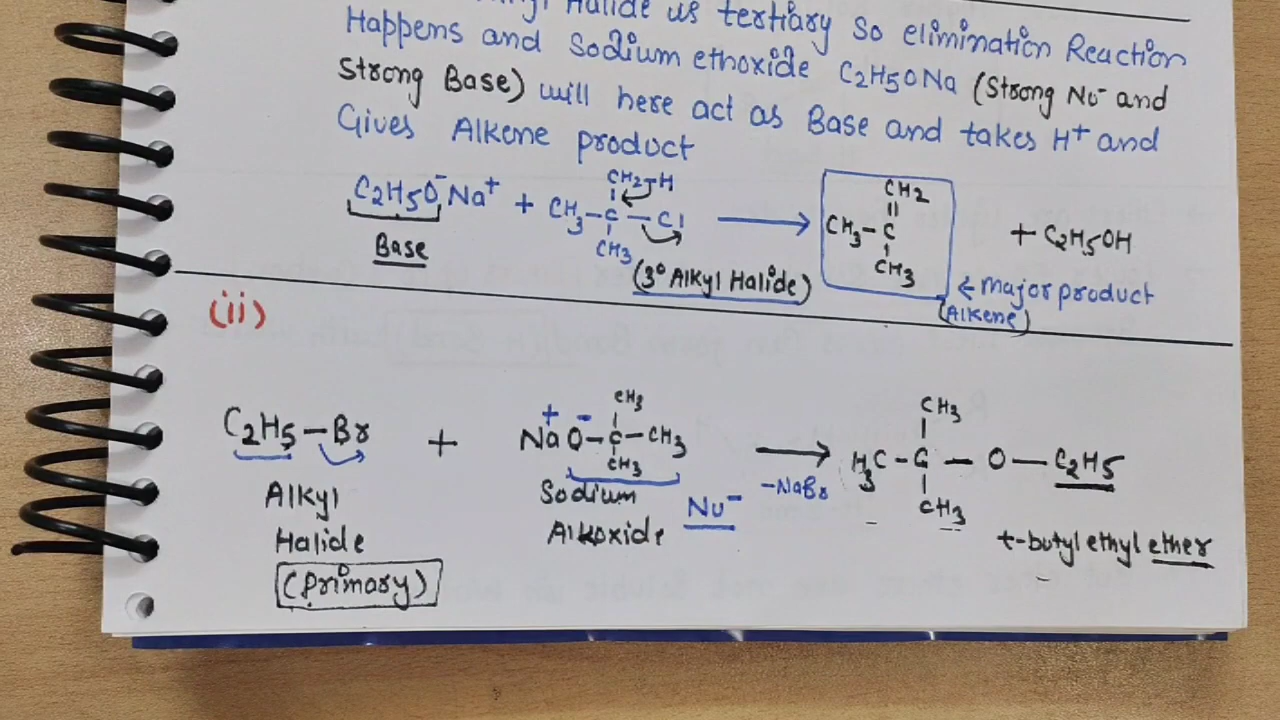 Halide is tertiary so elimination Reaction
Happens and Sodium ethoxide C2H5ONa (Strong Nu⁻ and
Strong Base) will here act as Base and takes H⁺ and
Gives Alkene product
CH2-H
C2H5O⁻Na⁺ + CH3-C-Cl → CH3-C + C2H5OH
CH3
CH2
||
CH3
Base
(3° Alkyl Halide)
← major product
(Alkene)
(ii)
CH3
C2H5-Br + Na⁺O⁻-C-CH3 → H3C-C-O-C2H5
CH3
-NaBr
CH3
CH3
Alkyl
Halide
(Primary)
Sodium
Alkoxide
Nu⁻
t-butyl ethyl ether